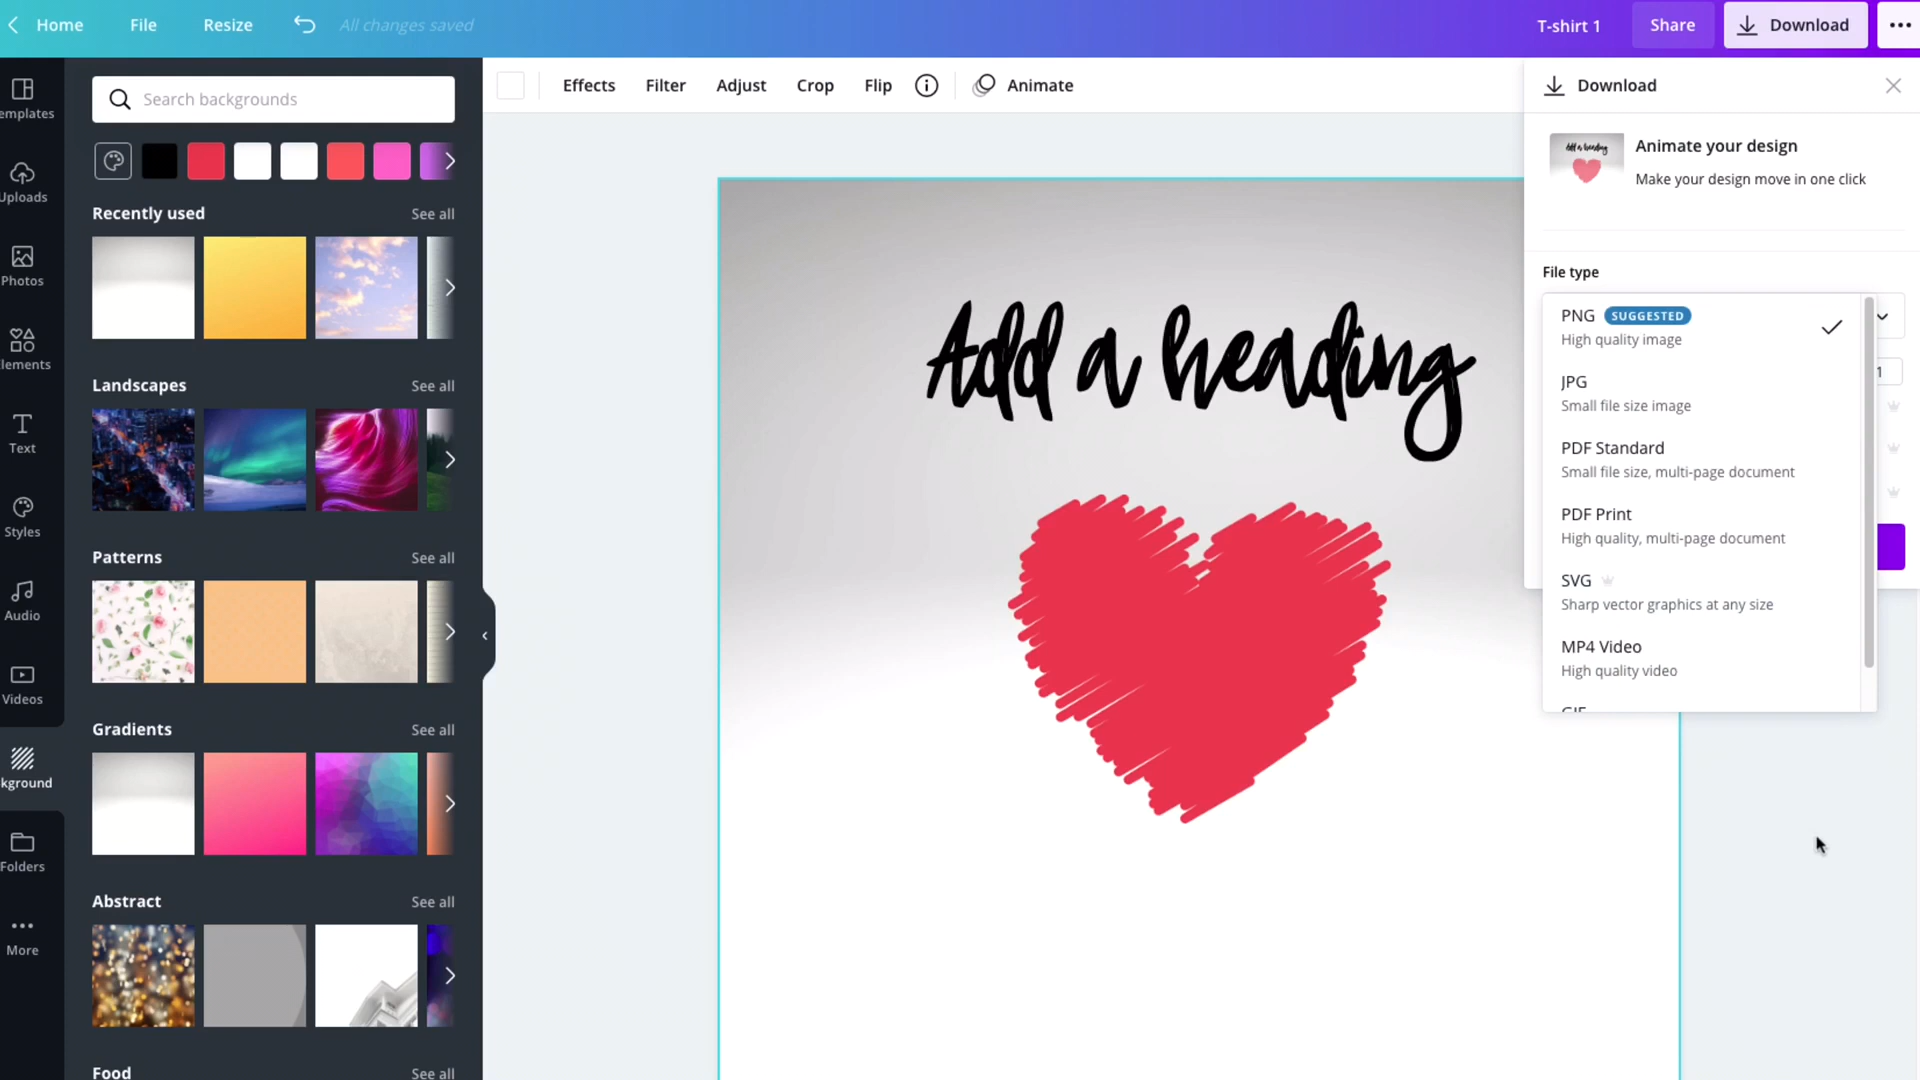 Home File Resize All changes saved T-shirt 1 Share Download
Search backgrounds
Effects Filter Adjust Crop Flip Animate
Download
Animate your design
Make your design move in one click
File type
PNG SUGGESTED
High quality image
1
JPG
Small file size image
PDF Standard
Small file size, multi-page document
PDF Print
High quality, multi-page document
SVG
Sharp vector graphics at any size
MP4 Video
High quality video
GIF
emplates
Uploads
Photos
lements
Text
Styles
Audio
Videos
kground
Folders
More
Recently used See all
Landscapes See all
Patterns See all
Gradients See all
Abstract See all
Food See all
Add a heading